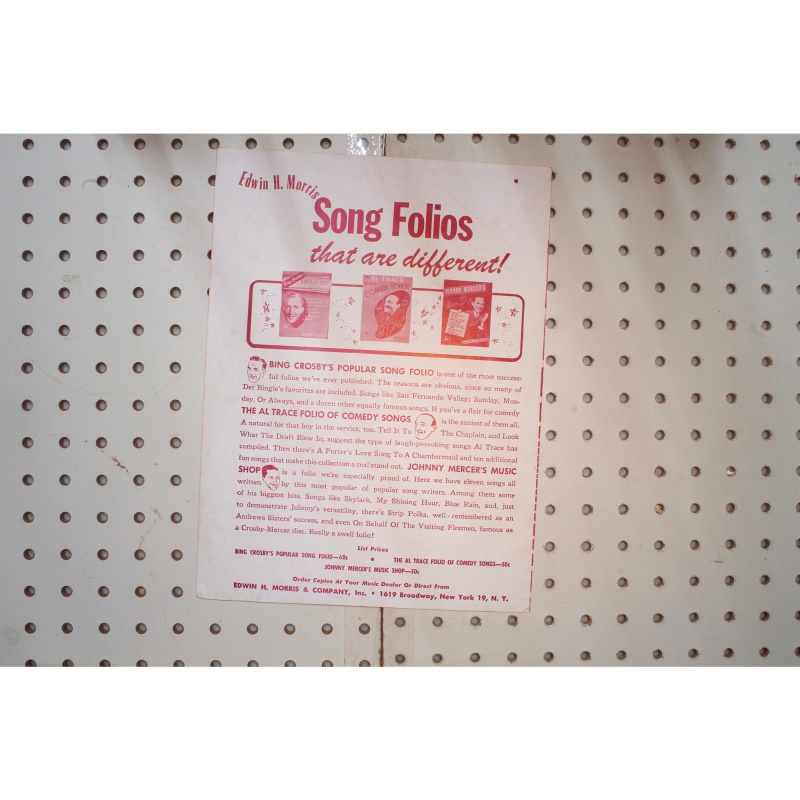 Edwin H. Morris
Song Folios
that are different!
AL TRACE
JOHNNY MERCER'S
BING CROSBY'S POPULAR SONG FOLIO is one of the most success-
ful folios we've ever published. The reasons are obvious, since so many of
Der Bingle's favorites are included. Songs like San Fernando Valley; Sunday, Mon-
day, Or Always, and a dozen other equally famous songs. If you've a flair for comedy
THE AL TRACE FOLIO OF COMEDY SONGS is the easiest of them all.
A natural for that boy in the service, too. Tell It To The Chaplain, and Look
What The Draft Blew In, suggest the type of laugh-provoking songs Al Trace has
compiled. Then there's A Porter's Love Song To A Chambermaid and ten additional
fun songs that make this collection a real stand out. JOHNNY MERCER'S MUSIC
SHOP is a folio we're especially proud of. Here we have eleven songs all
written by this most popular of popular song writers. Among them some
of his biggest hits, Songs like Skylark, My Shining Hour, Blue Rain, and, just
to demonstrate Johnny's versatility, there's Strip Polka, well-remembered as an
Andrews Sisters' success, and even On Behalf Of The Visiting Firemen, famous as
a Crosby-Mercer disc. Really a swell folio!
List Prices
BING CROSBY'S POPULAR SONG FOLIO—60c • THE AL TRACE FOLIO OF COMEDY SONGS—50c
JOHNNY MERCER'S MUSIC SHOP—50c
Order Copies At Your Music Dealer Or Direct From
EDWIN H. MORRIS & COMPANY, Inc. • 1619 Broadway, New York 19, N. Y.